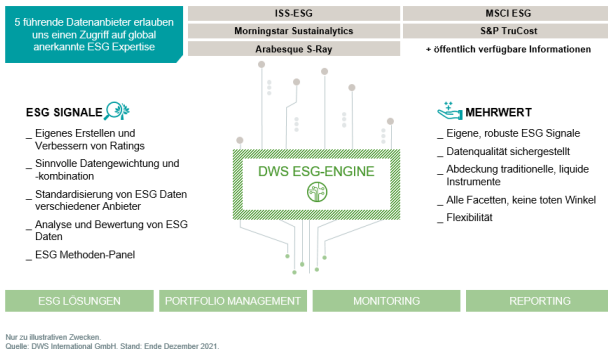 5 führende Datenanbieter erlauben
uns einen Zugriff auf global
anerkannte ESG Expertise
ISS-ESG
MSCI ESG
Morningstar Sustainalytics
S&P TruCost
Arabesque S-Ray
+ öffentlich verfügbare Informationen
ESG SIGNALE
_ Eigenes Erstellen und
Verbessern von Ratings
_ Sinnvolle Datengewichtung und
-kombination
_ Standardisierung von ESG Daten
verschiedener Anbieter
_ Analyse und Bewertung von ESG
Daten
_ ESG Methoden-Panel
DWS ESG-ENGINE
MEHRWERT
_ Eigene, robuste ESG Signale
_ Datenqualität sichergestellt
_ Abdeckung traditionelle, liquide
Instrumente
_ Alle Facetten, keine toten Winkel
_ Flexibilität
ESG LÖSUNGEN
PORTFOLIO MANAGEMENT
MONITORING
REPORTING
Nur zu illustrativen Zwecken.
Quelle: DWS International GmbH. Stand: Ende Dezember 2021.